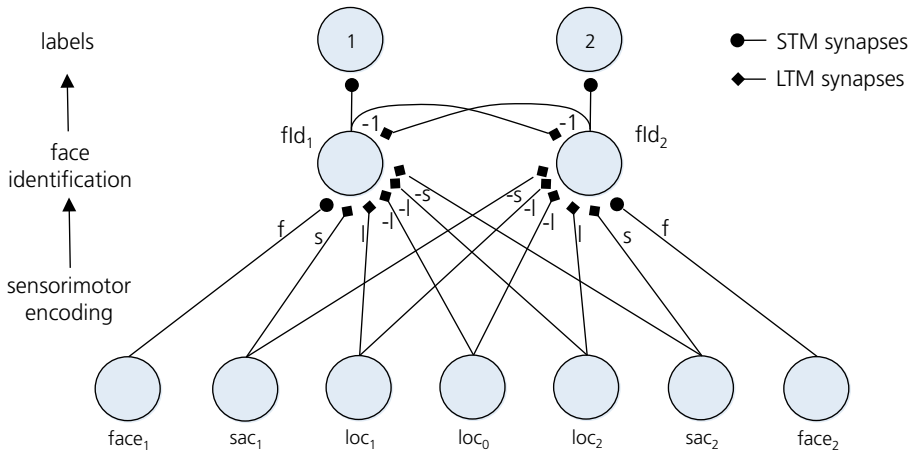 labels
1
2
STM synapses
LTM synapses
-1
-1
fId₁
fId₂
face
identification
-s
-s
-l
-l
-l
-l
f
s
l
l
s
f
sensorimotor
encoding
face₁
sac₁
loc₁
loc₀
loc₂
sac₂
face₂